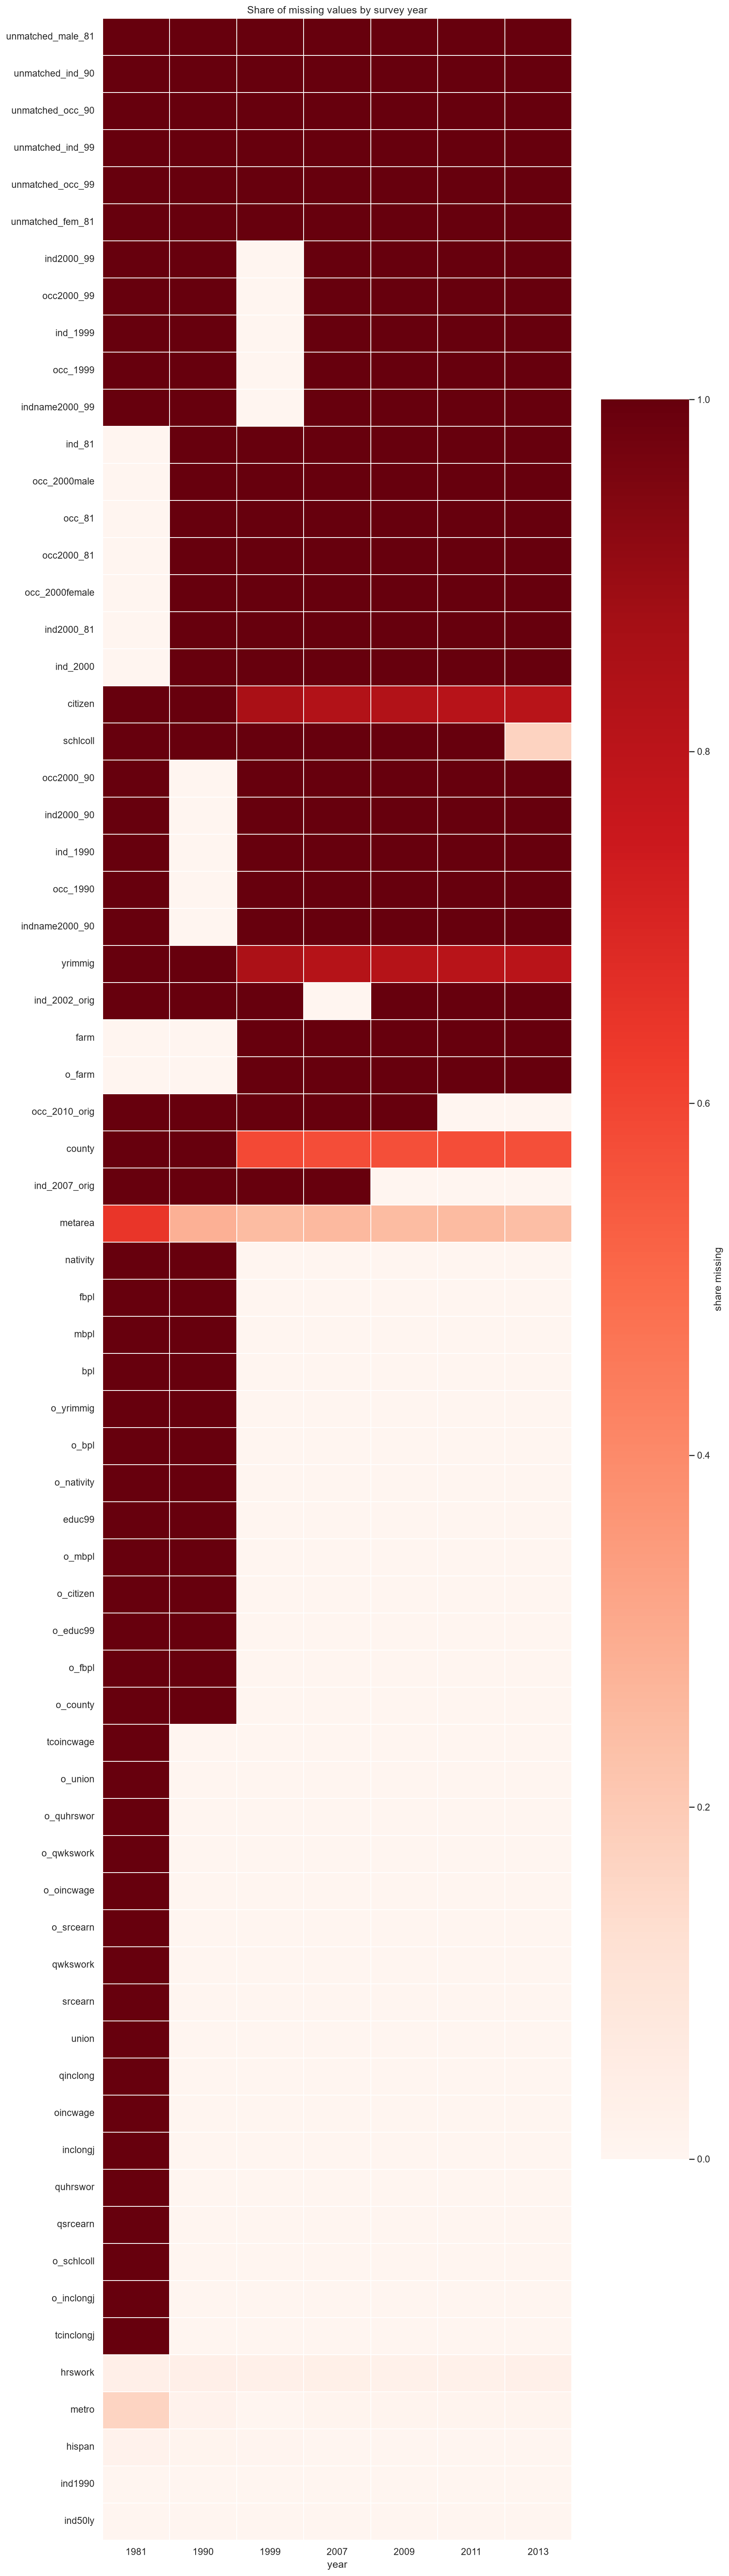 Share of missing values by survey year
unmatched_male_81
unmatched_ind_90
unmatched_occ_90
unmatched_ind_99
unmatched_occ_99
unmatched_fem_81
ind2000_99
occ2000_99
ind_1999
occ_1999
indname2000_99
ind_81
occ_2000male
occ_81
occ2000_81
occ_2000female
ind2000_81
ind_2000
citizen
schlcoll
occ2000_90
ind2000_90
ind_1990
occ_1990
indname2000_90
yrimmig
ind_2002_orig
farm
o_farm
occ_2010_orig
county
ind_2007_orig
metarea
nativity
fbpl
mbpl
bpl
o_yrimmig
o_bpl
o_nativity
educ99
o_mbpl
o_citizen
o_educ99
o_fbpl
o_county
tcoincwage
o_union
o_quhrswor
o_qwkswork
o_oincwage
o_srcearn
qwkswork
srcearn
union
qinclong
oincwage
inclongj
quhrswor
qsrcearn
o_schlcoll
o_inclongj
tcinclongj
hrswork
metro
hispan
ind1990
ind50ly
1981 1990 1999 2007 2009 2011 2013
year
1.0
0.8
0.6
0.4
0.2
0.0
share missing